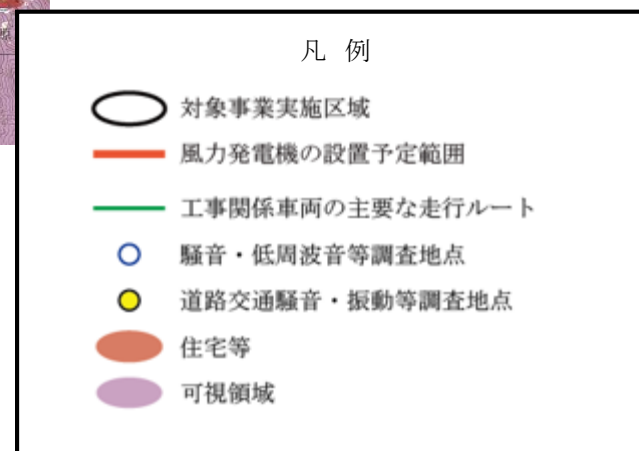 凡 例
対象事業実施区域
風力発電機の設置予定範囲
工事関係車両の主要な走行ルート
騒音・低周波音等調査地点
道路交通騒音・振動等調査地点
住宅等
可視領域